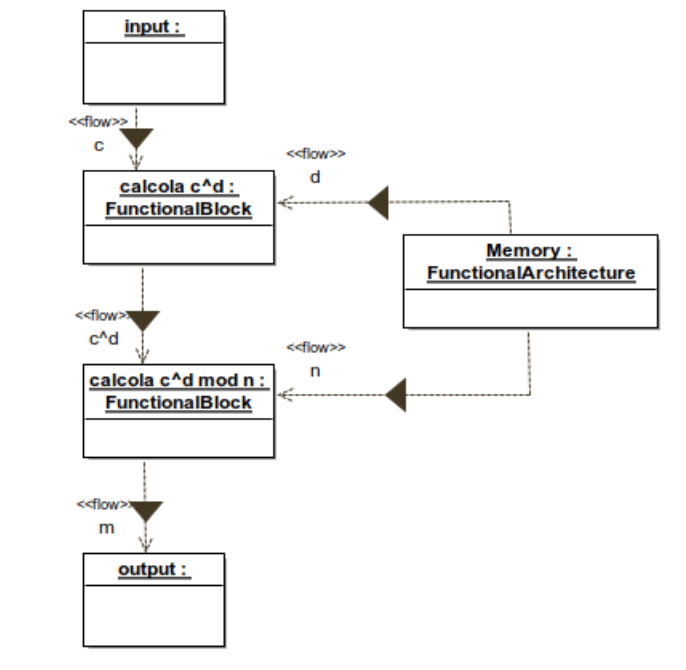 input :
<<flow>>
c
<<flow>>
d
calcola c^d :
FunctionalBlock
Memory :
FunctionalArchitecture
<<flow>>
c^d
<<flow>>
n
calcola c^d mod n :
FunctionalBlock
<<flow>>
m
output :